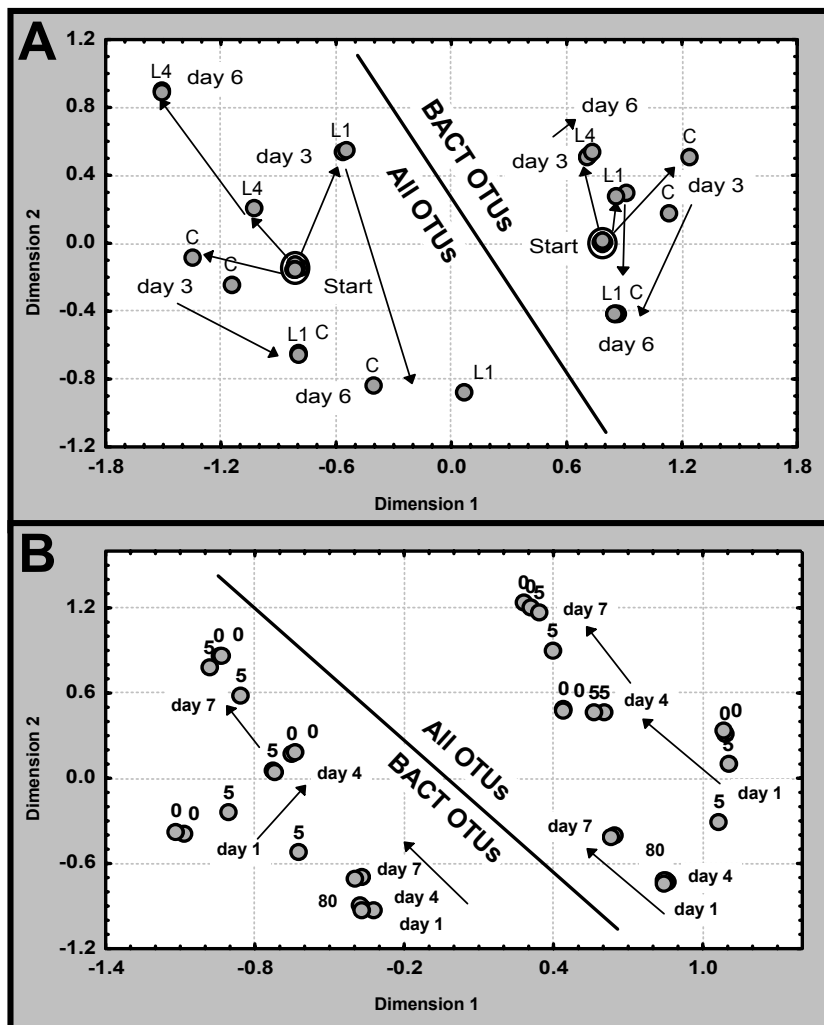 A
1.2
0.8
0.4
0.0
-0.4
-0.8
-1.2
Dimension 2
L4 day 6
L1
day 3
L4
C
C
Start
day 3
L1 C
C
day 6
L1
BACT OTUs
All OTUs
day 6
L4
day 3
C
L1
C
day 3
Start
L1 C
day 6
-1.8 -1.2 -0.6 0.0 0.6 1.2 1.8
Dimension 1
B
1.2
0.6
0.0
-0.6
-1.2
Dimension 2
0 0
5
5
day 7
0 0
5
day 4
5
0 0
day 1
5
day 7
80
day 4
day 1
All OTUs
BACT OTUs
0
0
5
day 7
5
0 0
5 5
day 4
0 0
5
day 1
5
day 7
80
day 4
day 1
-1.4 -0.8 -0.2 0.4 1.0
Dimension 1